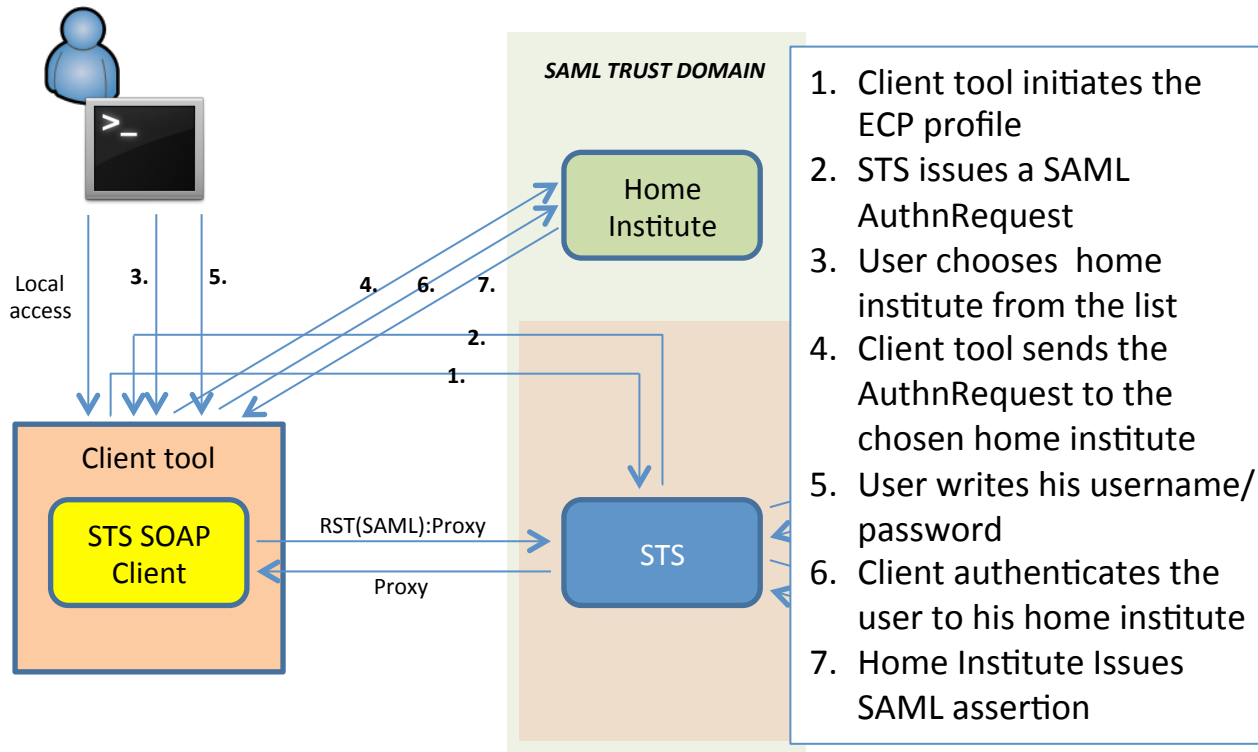 >_
SAML TRUST DOMAIN
Home
Institute
Local
access
3.
5.
4.
6.
7.
2.
1.
Client tool
STS SOAP
Client
RST(SAML):Proxy
Proxy
STS
1. Client tool initiates the
ECP profile
2. STS issues a SAML
AuthnRequest
3. User chooses home
institute from the list
4. Client tool sends the
AuthnRequest to the
chosen home institute
5. User writes his username/
password
6. Client authenticates the
user to his home institute
7. Home Institute Issues
SAML assertion